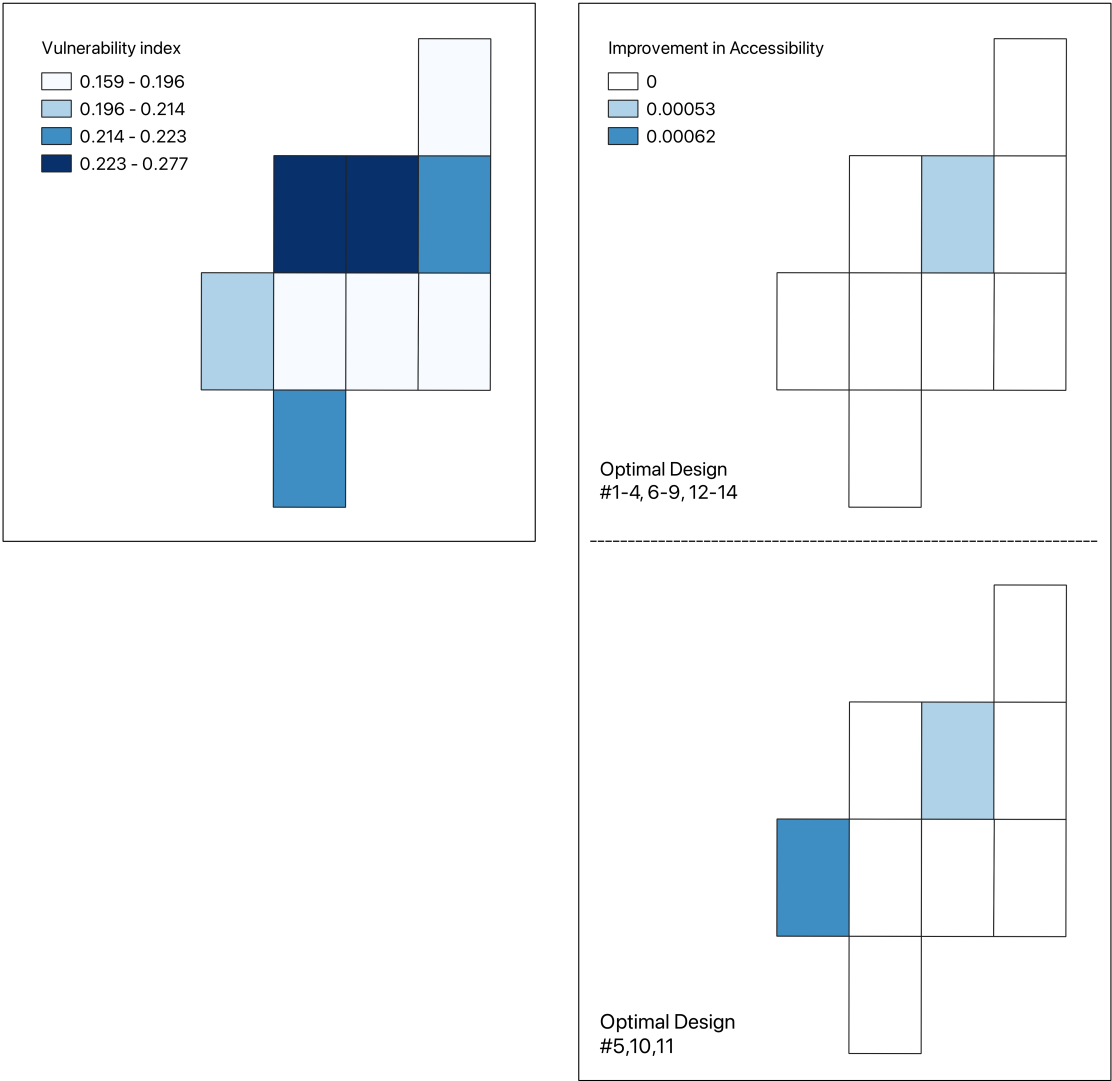 Vulnerability index
0.159 - 0.196
0.196 - 0.214
0.214 - 0.223
0.223 - 0.277
Improvement in Accessibility
0
0.00053
0.00062
Optimal Design
#1-4, 6-9, 12-14
Optimal Design
#5,10,11